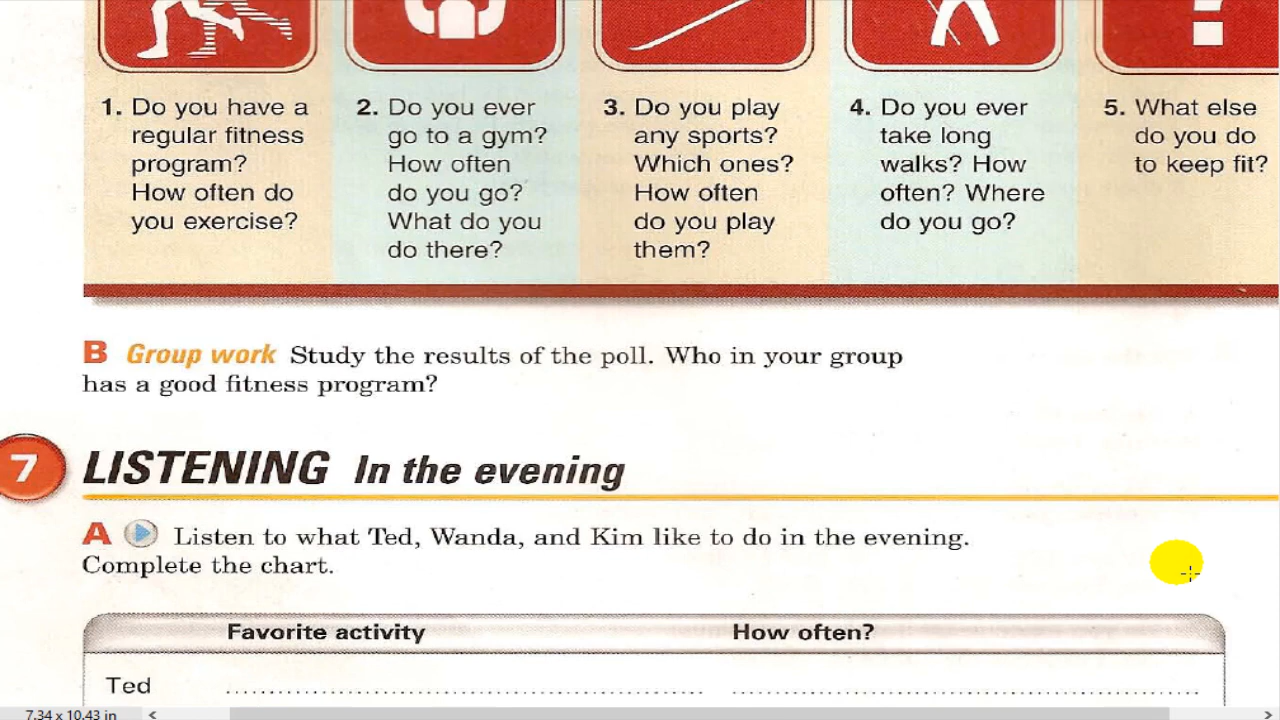 ?
1. Do you have a
regular fitness
program?
How often do
you exercise?
2. Do you ever
go to a gym?
How often
do you go?
What do you
do there?
3. Do you play
any sports?
Which ones?
How often
do you play
them?
4. Do you ever
take long
walks? How
often? Where
do you go?
5. What else
do you do
to keep fit?
B Group work Study the results of the poll. Who in your group
has a good fitness program?
7 LISTENING In the evening
A Listen to what Ted, Wanda, and Kim like to do in the evening.
Complete the chart.
Favorite activity How often?
Ted
7.34 x 10.43 in